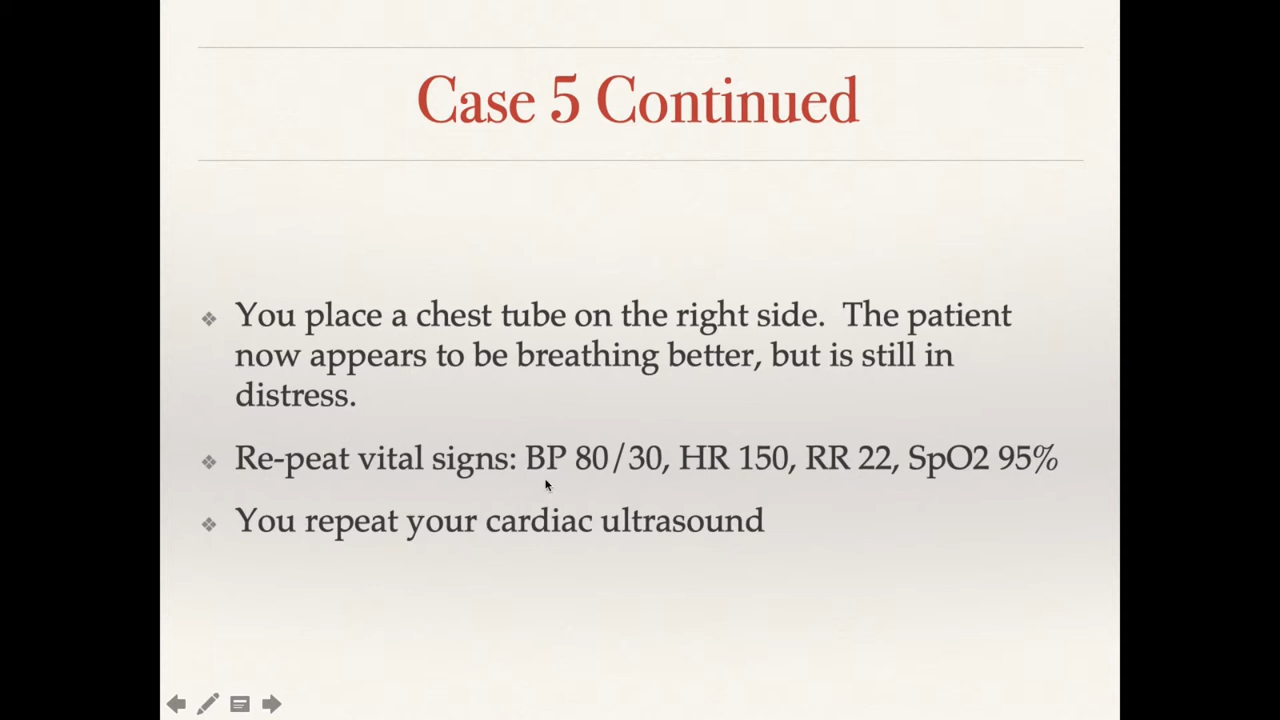 Case 5 Continued
❖ You place a chest tube on the right side.  The patient
now appears to be breathing better, but is still in
distress.
❖ Re-peat vital signs: BP 80/30, HR 150, RR 22, SpO2 95%
❖ You repeat your cardiac ultrasound